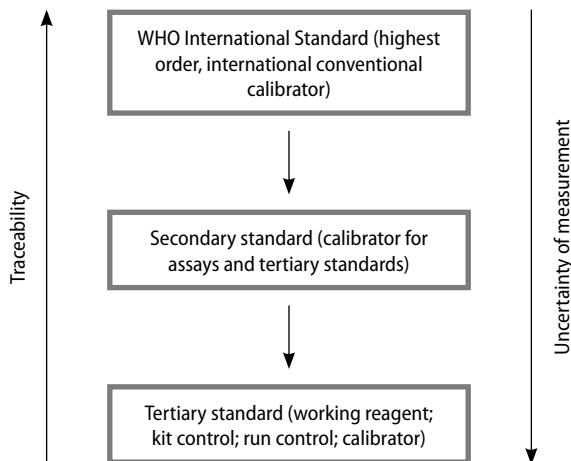 WHO International Standard (highest
order, international conventional
calibrator)
Traceability
Secondary standard (calibrator for
assays and tertiary standards)
Uncertainty of measurement
Tertiary standard (working reagent;
kit control; run control; calibrator)